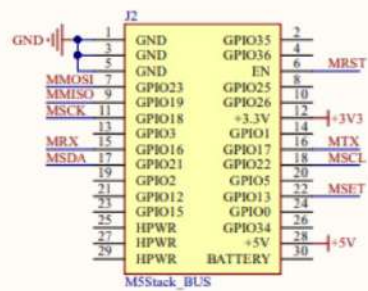 J2
GND 1 GND GPIO35 2
3 GND GPIO36 4
5 GND EN 6 MRST
MMOSI 7 GPIO23 GPIO25 8
MMISO 9 GPIO19 GPIO26 10
MSCK 11 GPIO18 +3.3V 12 +3V3
13 GPIO3 GPIO1 14
MRX 15 GPIO16 GPIO17 16 MTX
MSDA 17 GPIO21 GPIO22 18 MSCL
19 GPIO2 GPIO5 20
21 GPIO12 GPIO13 22 MSET
23 GPIO15 GPIO0 24
25 HPWR GPIO34 26
27 HPWR +5V 28 +5V
29 HPWR BATTERY 30
M5Stack_BUS